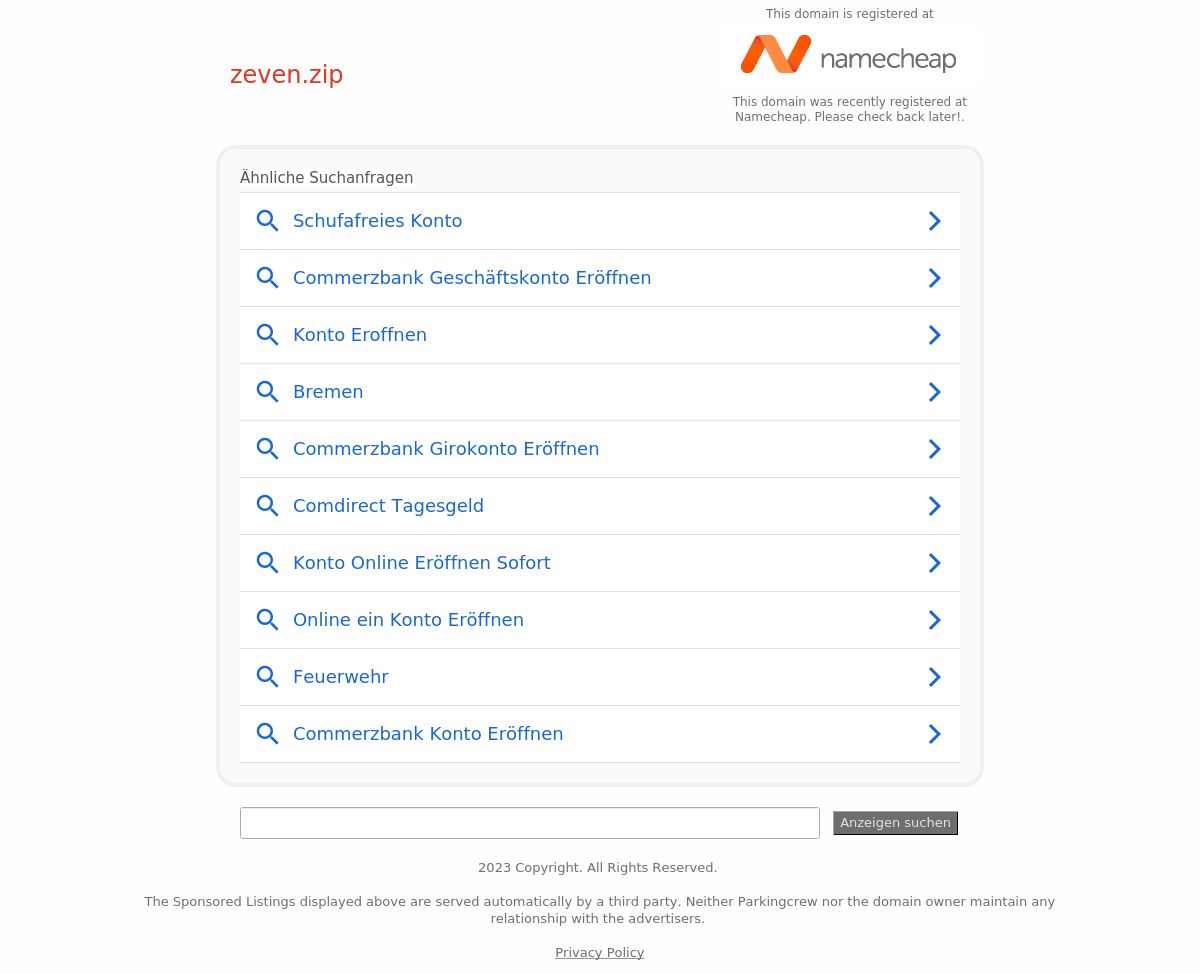 This domain is registered at
namecheap
zeven.zip
This domain was recently registered at
Namecheap. Please check back later!.
Ähnliche Suchanfragen
Schufafreies Konto
Commerzbank Geschäftskonto Eröffnen
Konto Eroffnen
Bremen
Commerzbank Girokonto Eröffnen
Comdirect Tagesgeld
Konto Online Eröffnen Sofort
Online ein Konto Eröffnen
Feuerwehr
Commerzbank Konto Eröffnen
Anzeigen suchen
2023 Copyright. All Rights Reserved.
The Sponsored Listings displayed above are served automatically by a third party. Neither Parkingcrew nor the domain owner maintain any
relationship with the advertisers.
Privacy Policy